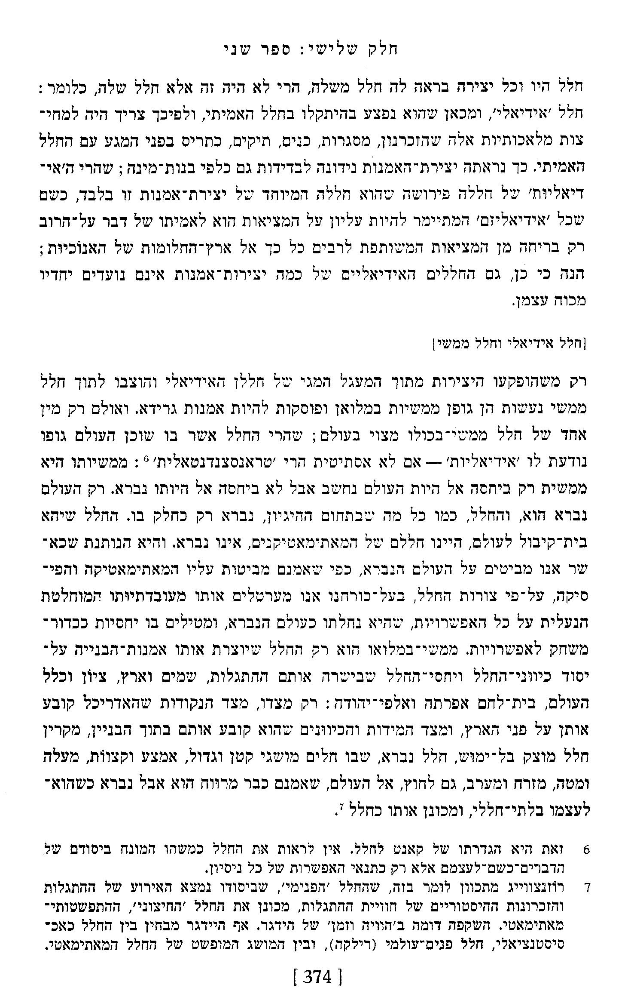 חלק שלישי: ספר שני
חלל היו וכל יצירה בראה לה חלל משלה, הרי לא היה זה אלא חלל שלה, כלומר:
חלל 'אידיאלי', ומכאן שהוא נפצע בהיתקלו בחלל האמיתי, ולפיכך צריך היה למחי־
צות מלאכותיות אלה שהזכרנון, מסגרות, כנים, תיקים, כתריס בפני המגע עם החלל
האמיתי. כך נראתה יצירת־האמנות נידונה לבדידות גם כלפי בנות־מינה; שהרי ה'אי־
דיאליות' של חללה פירושה שהוא חללה המיוחד של יצירת־אמנות זו בלבד, כשם
שכל 'אידיאליזם' המתיימר להיות עליון על המציאות הוא לאמיתו של דבר על־הרוב
רק בריחה מן המציאות המשותפת לרבים כל כך אל ארץ־החלומות של האנוֹכיוּת;
הנה כי כן, גם החללים האידיאליים של כמה יצירות־אמנות אינם נועדים יחדיו
מכוח עצמן.
[חלל אידיאלי וחלל ממשי]
רק משהופקעו היצירות מתוך המעגל המגי של חללן האידיאלי והוצבו לתוך חלל
ממשי נעשות הן גופן ממשיות במלואן ופוסקות להיות אמנות גרידא. ואולם רק מין
אחד של חלל ממשי־בכולו מצוי בעולם; שהרי החלל אשר בו שוכן העולם גופו
נודעת לו 'אידיאליות' — אם לא אסתיטית הרי 'טראנסצנדנטאלית' 6: ממשיותו היא
ממשית רק ביחסה אל היות העולם נחשב אבל לא ביחסה אל היותו נברא. רק העולם
נברא הוא, והחלל, כמו כל מה שבתחום ההיגיון, נברא רק כחלק בו. החלל שיהא
בית־קיבול לעולם, היינו חללם של המאתימאטיקנים, אינו נברא. והיא הנותנת שכא־
שר אנו מביטים על העולם הנברא, כפי שאמנם מביטות עליו המאתימאטיקה והפי־
סיקה, על־פי צורות החלל, בעל־כורחנו אנו מערטלים אותו מעובדתיוּתו המוחלטת
הנעלית על כל האפשרויות, שהיא נחלתו כעולם הנברא, ומטילים בו יחסיות ככדור־
משחק לאפשרויות. ממשי־במלואו הוא רק החלל שיוצרת אותו אמנות־הבנייה על־
יסוד כיווּני־החלל ויחסי־החלל שבישרה אותם ההתגלות, שמים וארץ, ציוֹן וכלל
העולם, בית־לחם אפרתה ואלפי־יהודה: רק מצדו, מצד הנקודות שהאדריכל קובע
אותן על פני הארץ, ומצד המידות והכיווּנים שהוא קובע אותם בתוך הבניין, מקרין
חלל מוצק בל־ימוּש, חלל נברא, שבו חלים מושגי קטן וגדול, אמצע וקצווֹת, מעלה
ומטה, מזרח ומערב, גם לחוץ, אל העולם, שאמנם כבר מרוּוח הוא אבל נברא כשהוא־
לעצמו בלתי־חללי, ומכונן אותו כחלל 7.
6 זאת היא הגדרתו של קאנט לחלל. אין לראות את החלל כמשהו המונח ביסודם של
הדברים־כשם־לעצמם אלא רק כתנאי האפשרות של כל ניסיון.
7 רוֹזנצווייג מתכוון לומר בזה, שהחלל 'הפנימי', שביסודו נמצא האירוע של ההתגלות
והזכרונות ההיסטוריים של חוויית ההתגלות, מכונן את החלל 'החיצוני', ההתפשטותי־
מאתימאטי. השקפה דומה ב'הוויה וזמן' של הידגר. אף היידגר מבחין בין החלל כאכ־
סיסטנציאלי, חלל פנים־עולמי (רילקה), ובין המושג המופשט של החלל המאתימאטי.
[ 374 ]